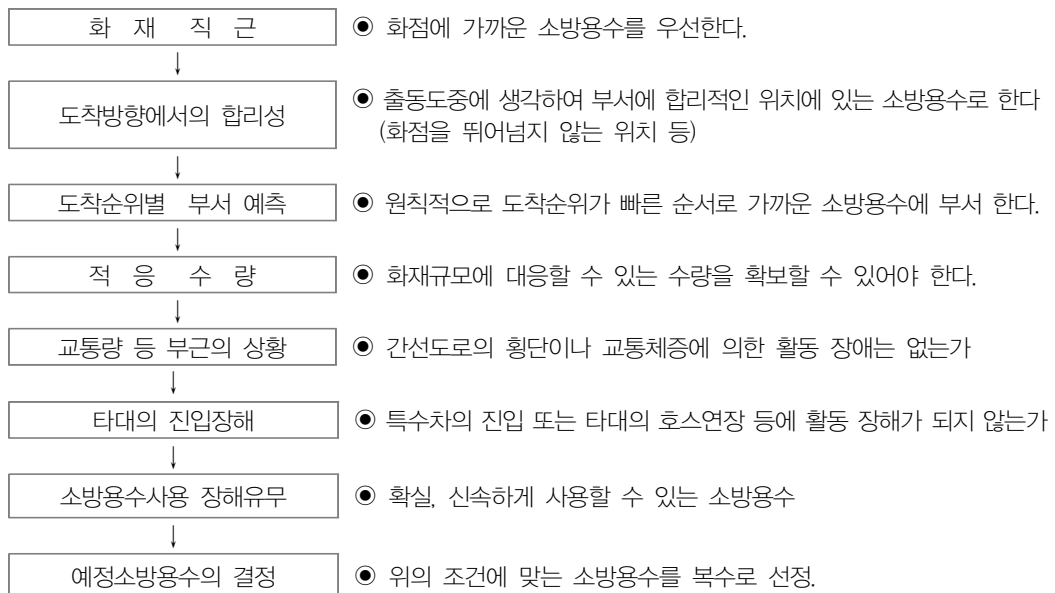 화 재 직 근
◉ 화점에 가까운 소방용수를 우선한다.
↓
도착방향에서의 합리성
◉ 출동도중에 생각하여 부서에 합리적인 위치에 있는 소방용수로 한다
(화점을 뛰어넘지 않는 위치 등)
↓
도착순위별 부서 예측
◉ 원칙적으로 도착순위가 빠른 순서로 가까운 소방용수에 부서 한다.
↓
적 응 수 량
◉ 화재규모에 대응할 수 있는 수량을 확보할 수 있어야 한다.
↓
교통량 등 부근의 상황
◉ 간선도로의 횡단이나 교통체증에 의한 활동 장애는 없는가
↓
타대의 진입장해
◉ 특수차의 진입 또는 타대의 호스연장 등에 활동 장해가 되지 않는가
↓
소방용수사용 장해유무
◉ 확실, 신속하게 사용할 수 있는 소방용수
↓
예정소방용수의 결정
◉ 위의 조건에 맞는 소방용수를 복수로 선정.